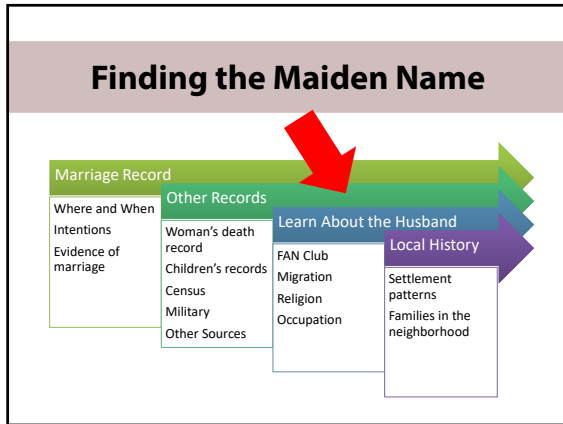 Finding the Maiden Name
Marriage Record
Where and When
Intentions
Evidence of
marriage
Other Records
Woman’s death
record
Children’s records
Census
Military
Other Sources
Learn About the Husband
FAN Club
Migration
Religion
Occupation
Local History
Settlement
patterns
Families in the
neighborhood